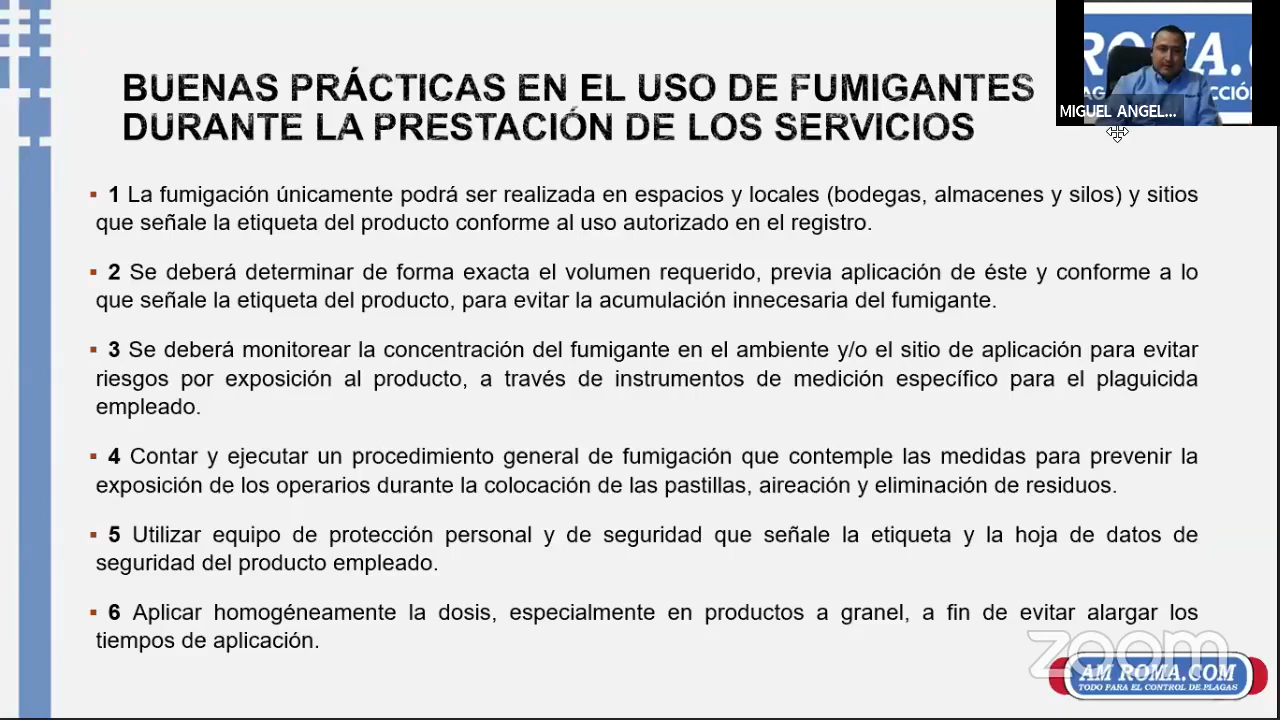 BUENAS PRÁCTICAS EN EL USO DE FUMIGANTES
DURANTE LA PRESTACIÓN DE LOS SERVICIOS
MIGUEL ANGEL...
1 La fumigación únicamente podrá ser realizada en espacios y locales (bodegas, almacenes y silos) y sitios
que señale la etiqueta del producto conforme al uso autorizado en el registro.
2 Se deberá determinar de forma exacta el volumen requerido, previa aplicación de éste y conforme a lo
que señale la etiqueta del producto, para evitar la acumulación innecesaria del fumigante.
3 Se deberá monitorear la concentración del fumigante en el ambiente y/o el sitio de aplicación para evitar
riesgos por exposición al producto, a través de instrumentos de medición específico para el plaguicida
empleado.
4 Contar y ejecutar un procedimiento general de fumigación que contemple las medidas para prevenir la
exposición de los operarios durante la colocación de las pastillas, aireación y eliminación de residuos.
5 Utilizar equipo de protección personal y de seguridad que señale la etiqueta y la hoja de datos de
seguridad del producto empleado.
6 Aplicar homogéneamente la dosis, especialmente en productos a granel, a fin de evitar alargar los
tiempos de aplicación.
zoom
AM ROMA.COM
TODO PARA EL CONTROL DE PLAGAS